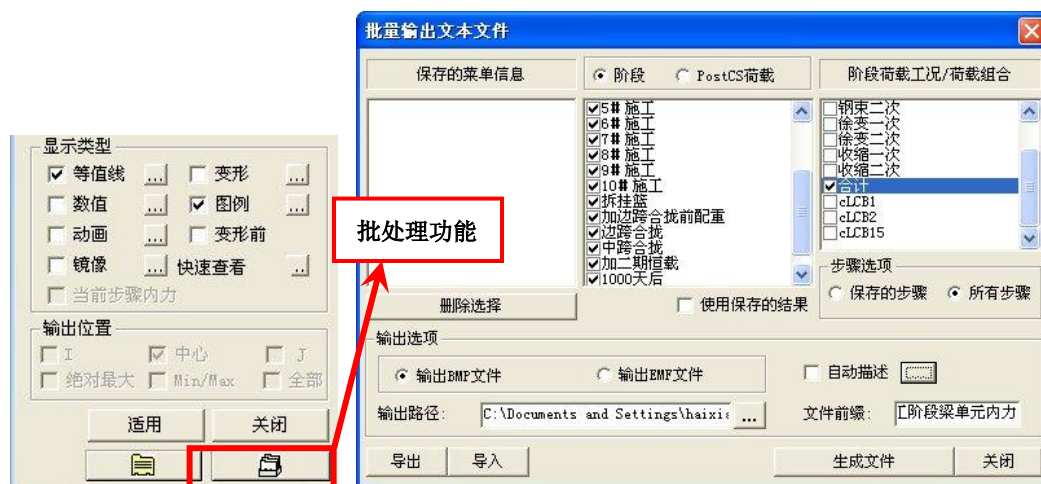 批量输出文本文件
保存的菜单信息
阶段 PostCS荷载
阶段荷载工况/荷载组合
5# 施工
6# 施工
7# 施工
8# 施工
9# 施工
10# 施工
拆挂篮
加边跨合拢前配重
边跨合拢
中跨合拢
加二期恒载
1000天后
钢束二次
徐变一次
徐变二次
收缩一次
收缩二次
合计
cLCB1
cLCB2
cLCB15
删除选择
使用保存的结果
步骤选项
保存的步骤 所有步骤
输出选项
输出BMP文件 输出EMF文件
自动描述 ...
输出路径: C:\Documents and Settings\haixia ...
文件前缀: 工阶段梁单元内力
导出 导入 生成文件 关闭
显示类型
等值线 ... 变形 ...
数值 ... 图例 ...
动画 ... 变形前
镜像 ... 快速查看 ..
当前步骤内力
输出位置
I 中心 J
绝对最大 Min/Max 全部
适用 关闭
批处理功能